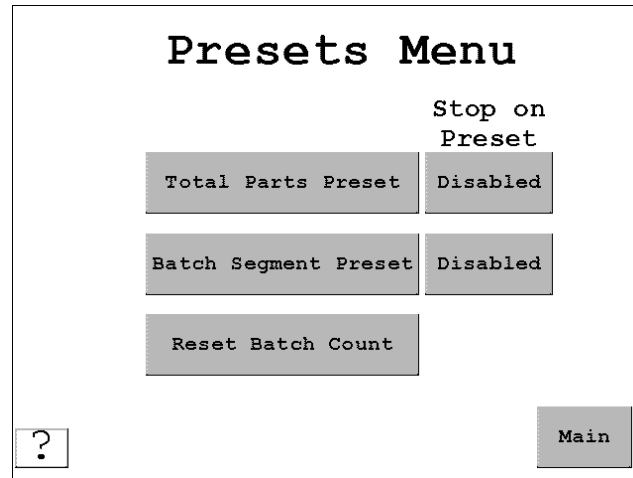 Presets Menu
Stop on
Preset
Total Parts Preset
Disabled
Batch Segment Preset
Disabled
Reset Batch Count
?
Main